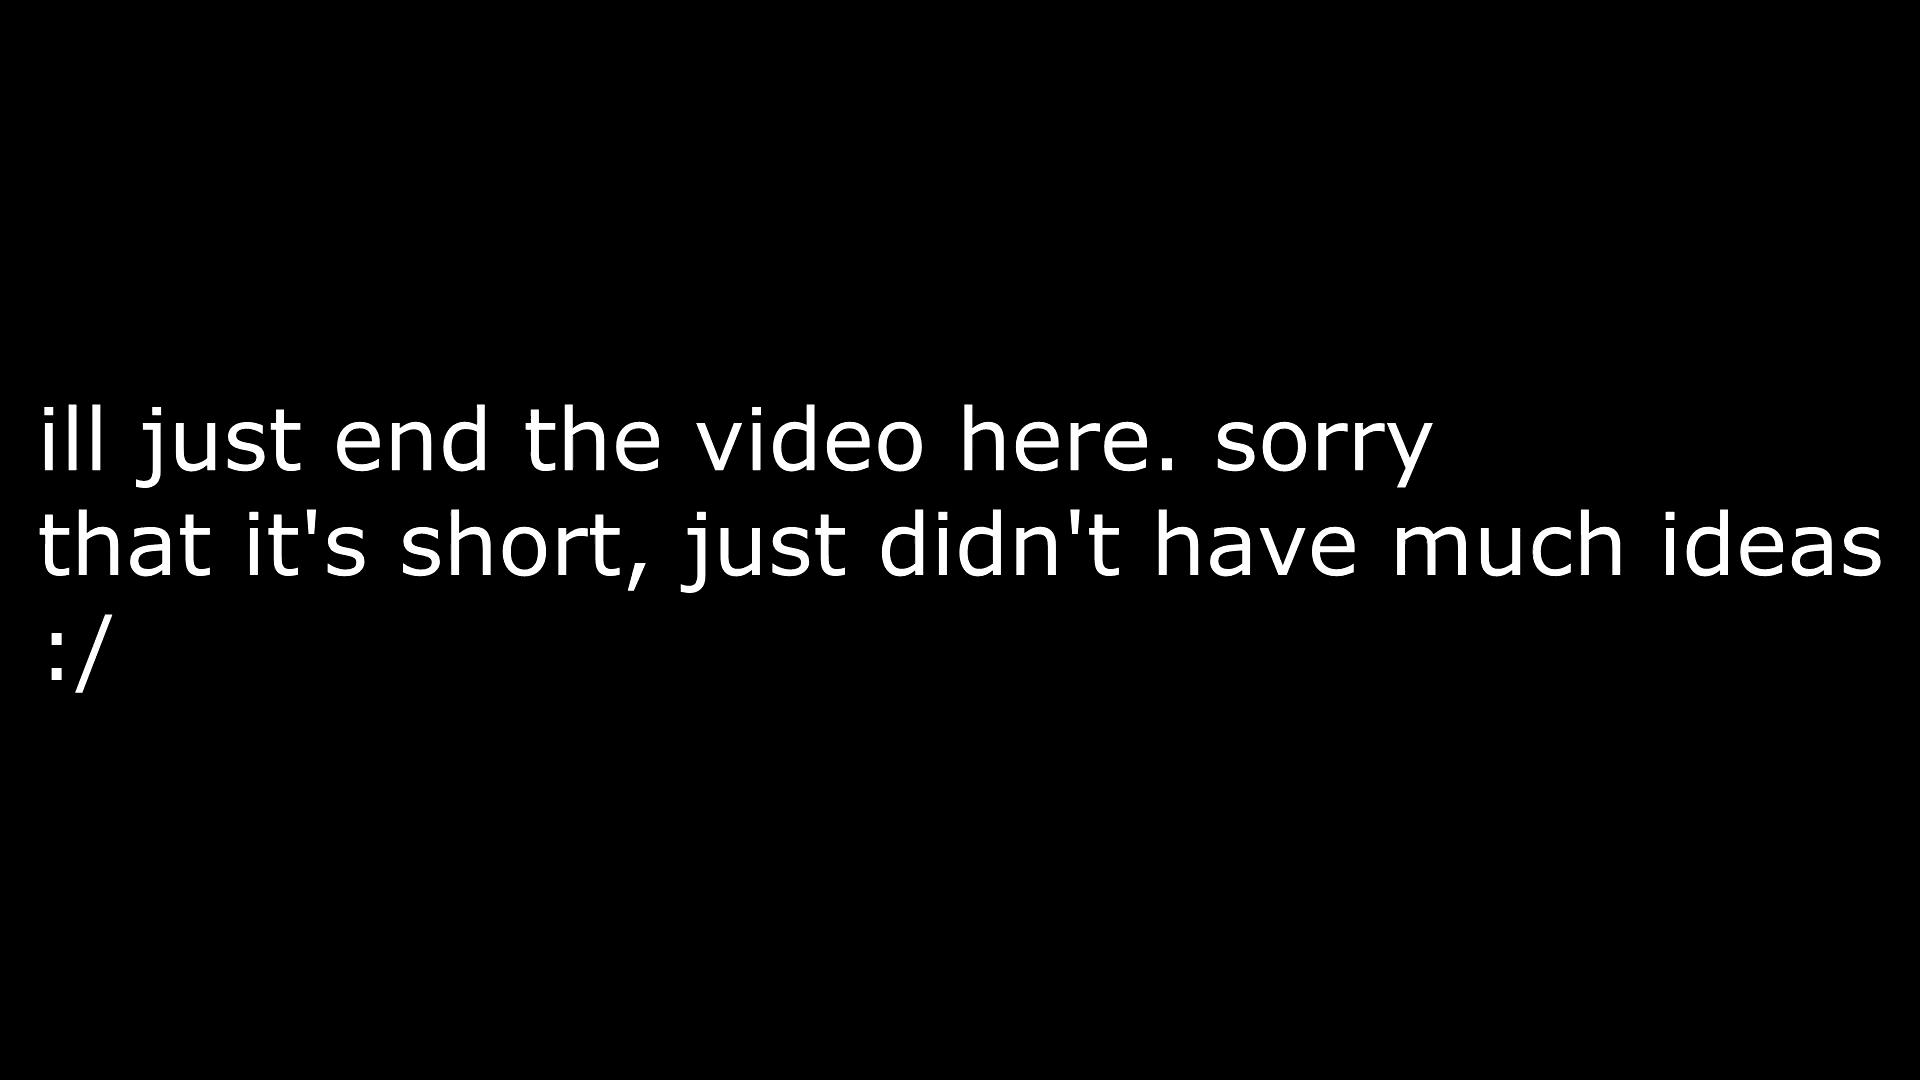 ill just end the video here. sorry
that it's short, just didn't have much ideas
:/